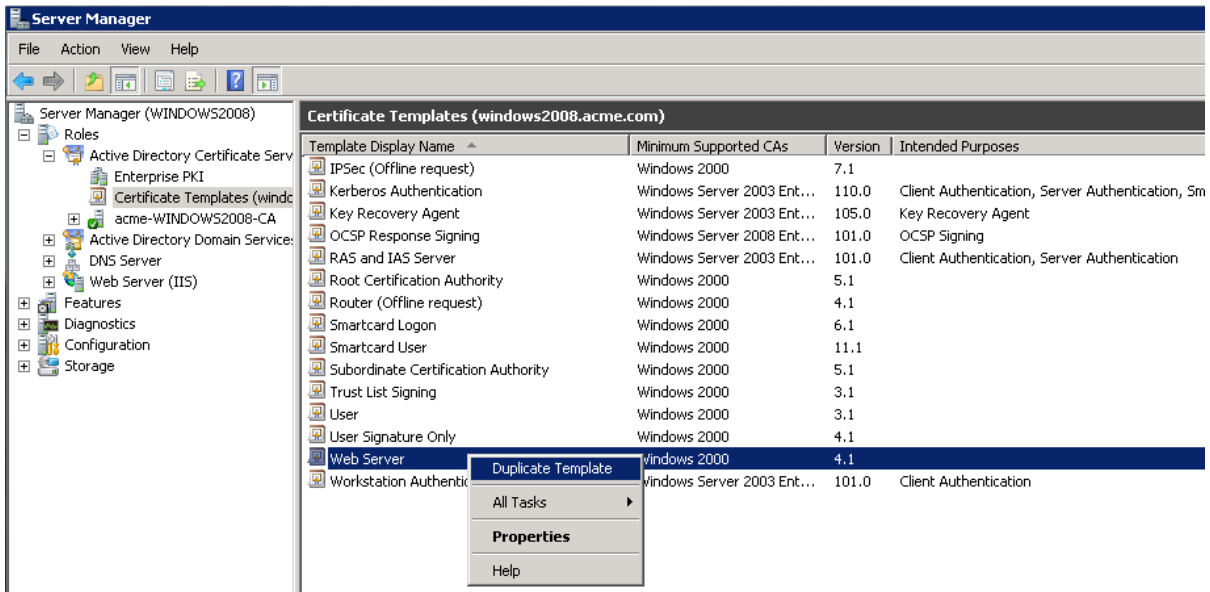 Server Manager
File Action View Help
Server Manager (WINDOWS2008)
Roles
Active Directory Certificate Serv
Enterprise PKI
Certificate Templates (windc
acme-WINDOWS2008-CA
Active Directory Domain Service
DNS Server
Web Server (IIS)
Features
Diagnostics
Configuration
Storage
Certificate Templates (windows2008.acme.com)
Template Display Name Minimum Supported CAs Version Intended Purposes
IPSec (Offline request) Windows 2000 7.1
Kerberos Authentication Windows Server 2003 Ent... 110.0 Client Authentication, Server Authentication, Sm
Key Recovery Agent Windows Server 2003 Ent... 105.0 Key Recovery Agent
OCSP Response Signing Windows Server 2008 Ent... 101.0 OCSP Signing
RAS and IAS Server Windows Server 2003 Ent... 101.0 Client Authentication, Server Authentication
Root Certification Authority Windows 2000 5.1
Router (Offline request) Windows 2000 4.1
Smartcard Logon Windows 2000 6.1
Smartcard User Windows 2000 11.1
Subordinate Certification Authority Windows 2000 5.1
Trust List Signing Windows 2000 3.1
User Windows 2000 3.1
User Signature Only Windows 2000 4.1
Web Server Windows 2000 4.1
Workstation Authentic Windows Server 2003 Ent... 101.0 Client Authentication
Duplicate Template
All Tasks
Properties
Help